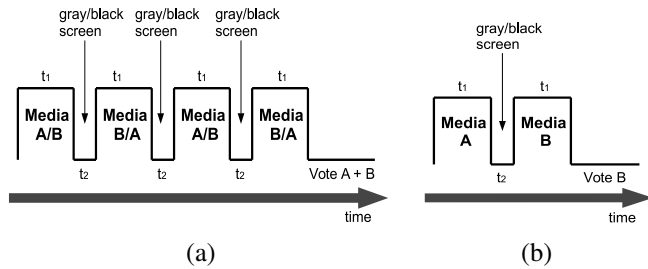 gray/black
screen
gray/black
screen
gray/black
screen
t1
t1
t1
t1
Media
A/B
Media
B/A
Media
A/B
Media
B/A
t2
t2
t2
Vote A + B
time
(a)
gray/black
screen
t1
t1
Media
A
Media
B
t2
Vote B
time
(b)